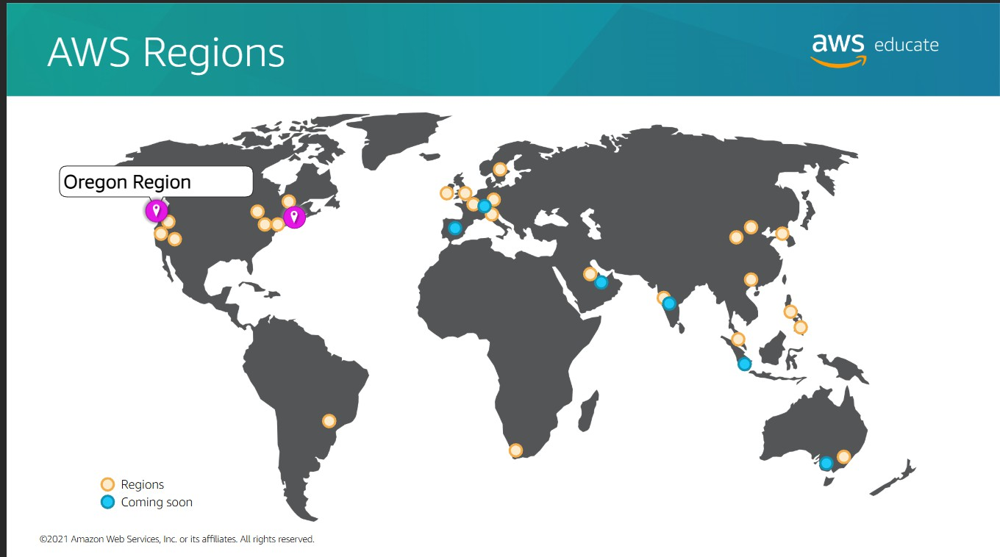 AWS Regions
aws educate
Oregon Region
Regions
Coming soon
©2021 Amazon Web Services, Inc. or its affiliates. All rights reserved.